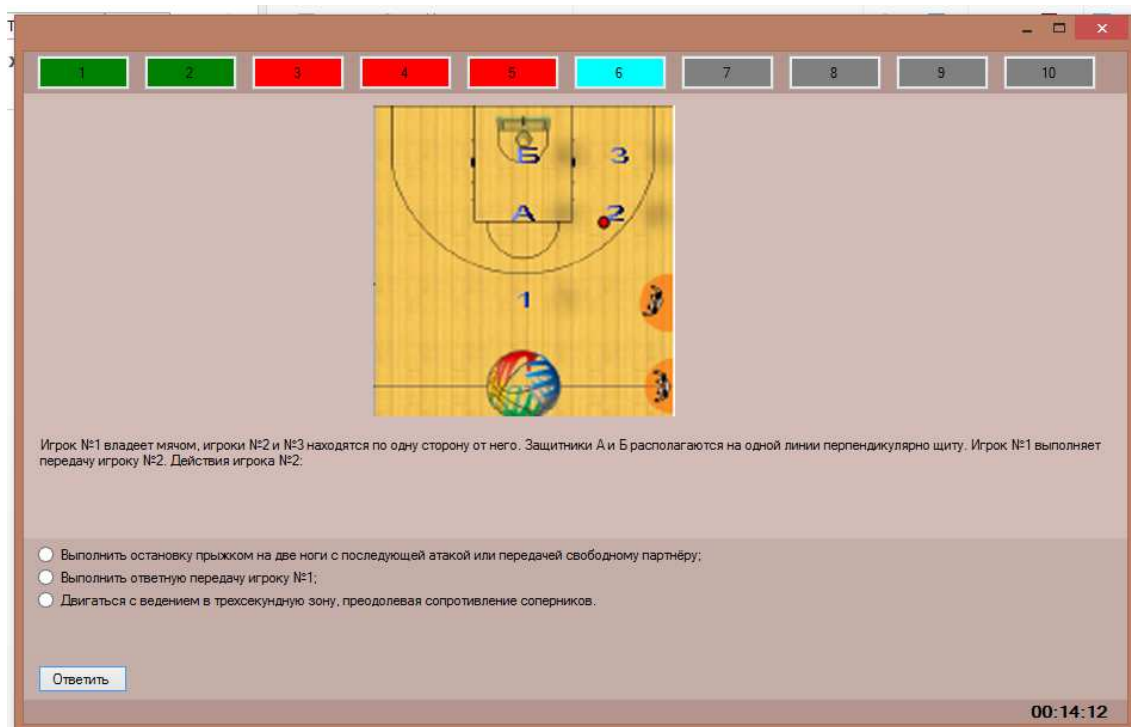 1 2 3 4 5 6 7 8 9 10
Б 3
А 2
1
Игрок №1 владеет мячом, игроки №2 и №3 находятся по одну сторону от него. Защитники А и Б располагаются на одной линии перпендикулярно щиту. Игрок №1 выполняет
передачу игроку №2. Действия игрока №2:
Выполнить остановку прыжком на две ноги с последующей атакой или передачей свободному партнёру;
Выполнить ответную передачу игроку №1;
Двигаться с ведением в трехсекундную зону, преодолевая сопротивление соперников.
Ответить
00:14:12